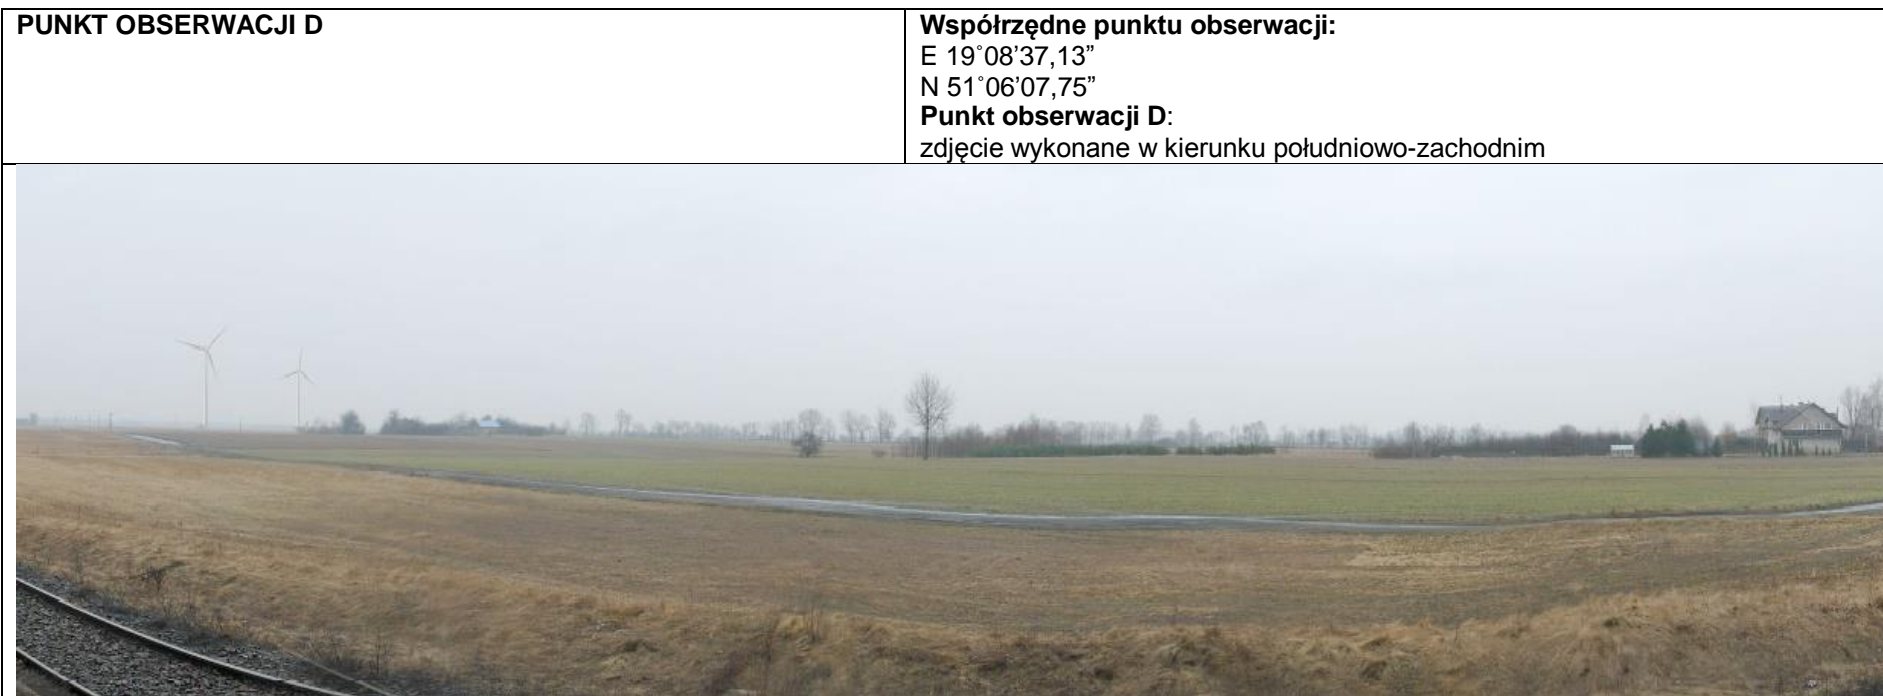 PUNKT OBSERWACJI D
Współrzędne punktu obserwacji:
E 19˚08’37,13”
N 51˚06’07,75”
Punkt obserwacji D:
zdjęcie wykonane w kierunku południowo-zachodnim